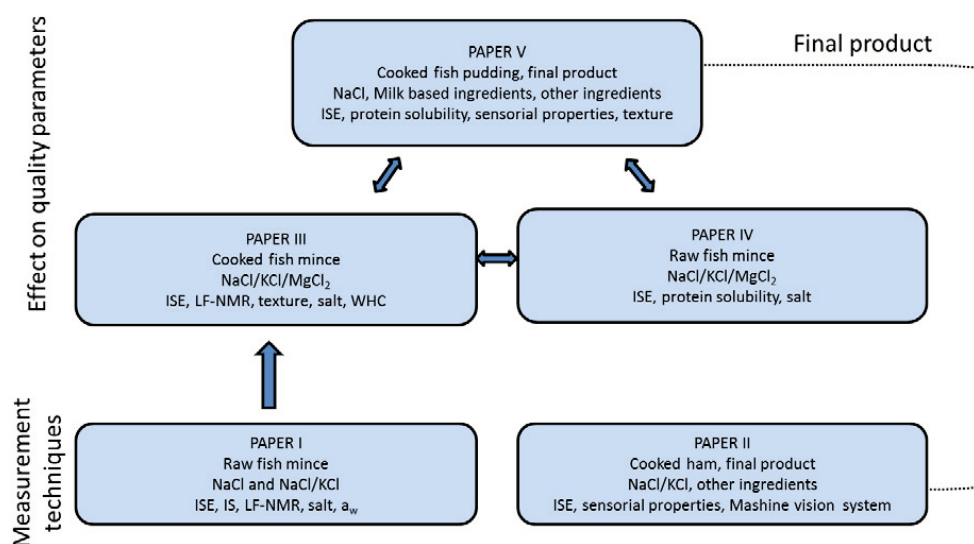 PAPER V
Cooked fish pudding, final product
NaCl, Milk based ingredients, other ingredients
ISE, protein solubility, sensorial properties, texture
Final product
Effect on quality parameters
PAPER III
Cooked fish mince
NaCl/KCl/MgCl₂
ISE, LF-NMR, texture, salt, WHC
PAPER IV
Raw fish mince
NaCl/KCl/MgCl₂
ISE, protein solubility, salt
Measurement
techniques
PAPER I
Raw fish mince
NaCl and NaCl/KCl
ISE, IS, LF-NMR, salt, aw
PAPER II
Cooked ham, final product
NaCl/KCl, other ingredients
ISE, sensorial properties, Mashine vision system